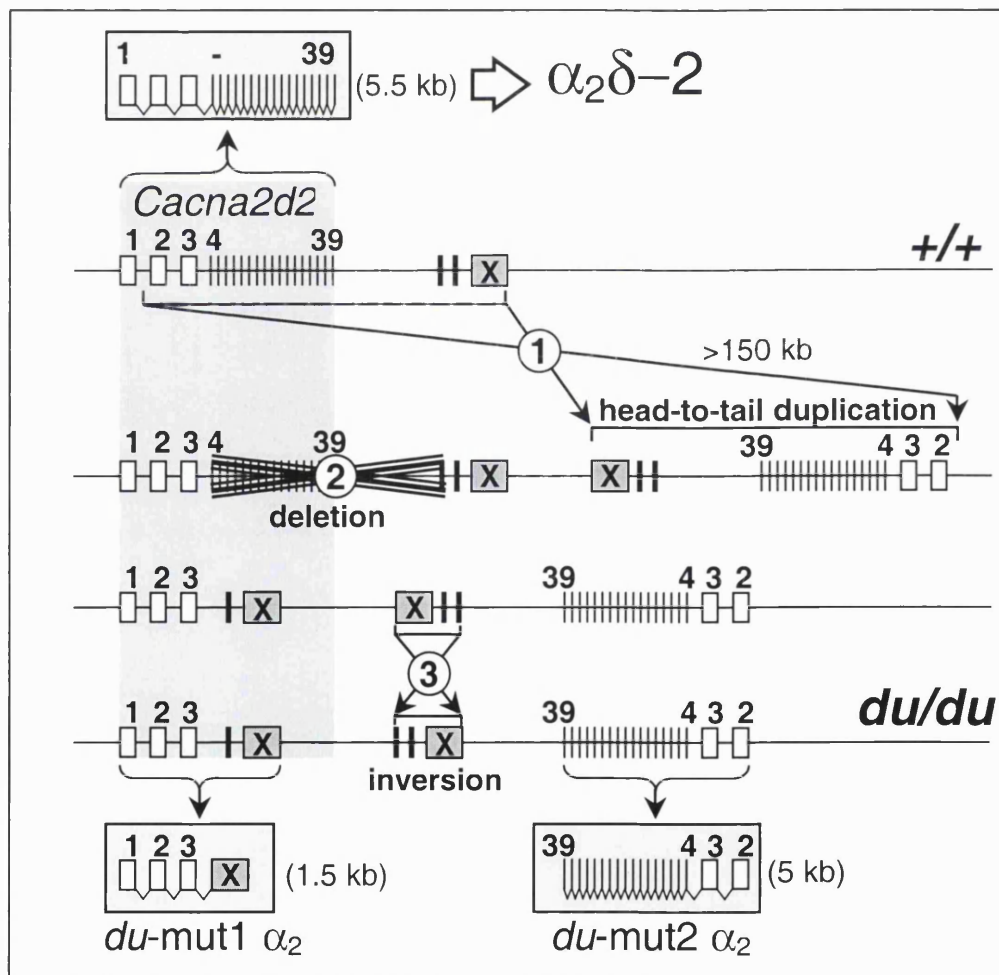 1 - 39
(5.5 kb) α₂δ–2
Cacna2d2
1 2 3 4 39
+/+
X
1
>150 kb
head-to-tail duplication
1 2 3 4 39
39 4 3 2
2
X X
deletion
1 2 3
39 4 3 2
X X
3
du/du
1 2 3
39 4 3 2
X X
inversion
1 2 3
X
(1.5 kb)
39 4 3 2
(5 kb)
du-mut1 α₂
du-mut2 α₂